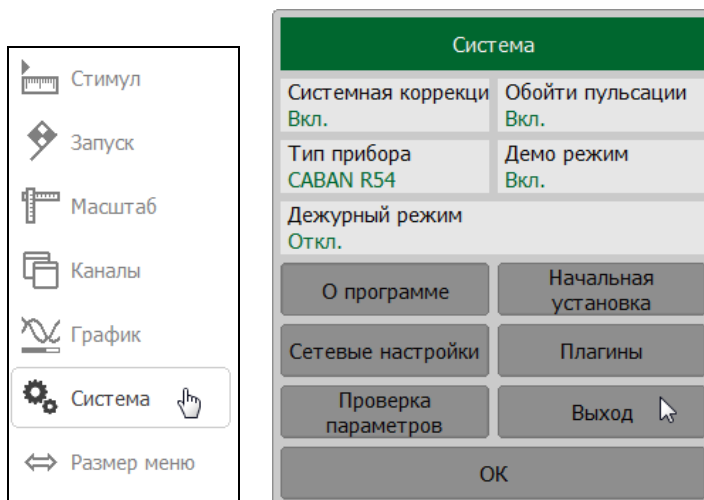 Стимул
Запуск
Масштаб
Каналы
График
Система
Размер меню
Система
Системная коррекци
Вкл.
Обойти пульсации
Вкл.
Тип прибора
CABAN R54
Демо режим
Вкл.
Дежурный режим
Откл.
О программе
Начальная
установка
Сетевые настройки
Плагины
Проверка
параметров
Выход
ОК